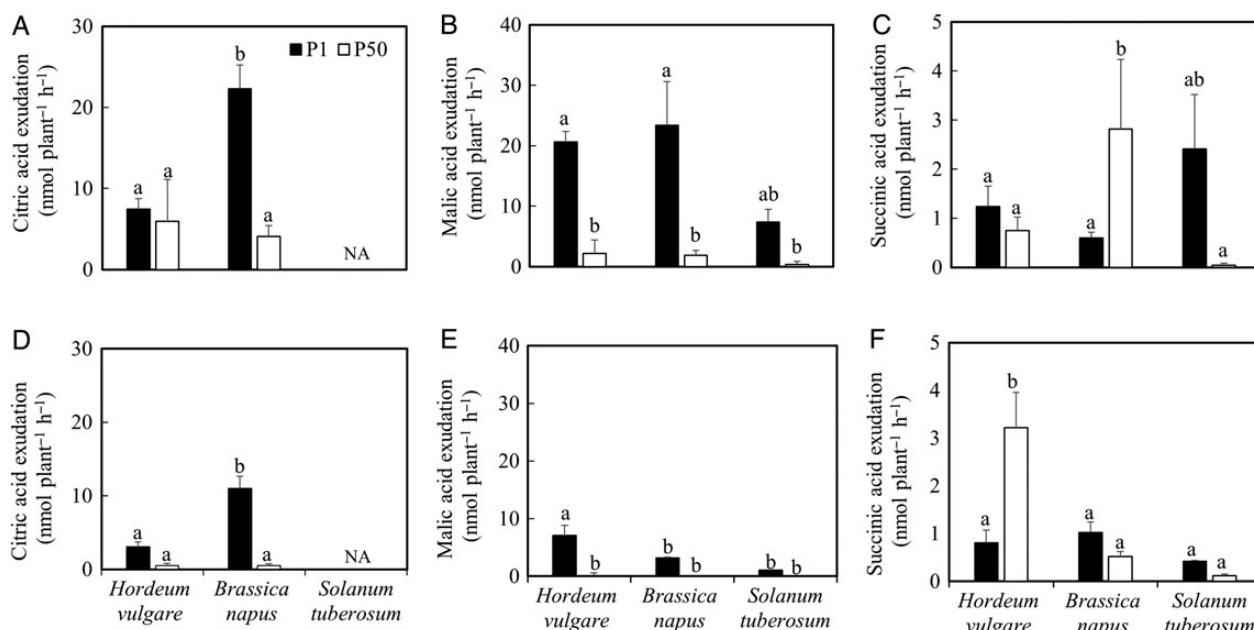 A
Citric acid exudation
(nmol plant⁻¹ h⁻¹)
30
20
10
0
P1 P50
a
a
b
a
NA
B
Malic acid exudation
(nmol plant⁻¹ h⁻¹)
40
30
20
10
0
a
b
a
b
ab
b
C
Succinic acid exudation
(nmol plant⁻¹ h⁻¹)
5
4
3
2
1
0
a
a
a
b
ab
a
D
Citric acid exudation
(nmol plant⁻¹ h⁻¹)
30
20
10
0
a
a
b
a
NA
Hordeum
vulgare
Brassica
napus
Solanum
tuberosum
E
Malic acid exudation
(nmol plant⁻¹ h⁻¹)
40
30
20
10
0
a
b
b
b
b
b
Hordeum
vulgare
Brassica
napus
Solanum
tuberosum
F
Succinic acid exudation
(nmol plant⁻¹ h⁻¹)
5
4
3
2
1
0
a
b
a
a
a
a
Hordeum
vulgare
Brassica
napus
Solanum
tuberosum